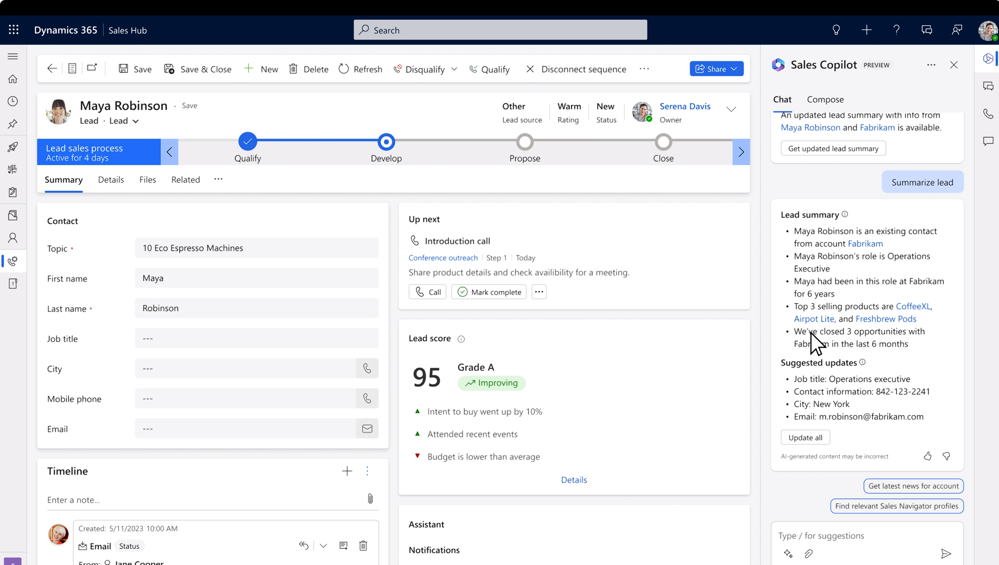 Dynamics 365 Sales Hub
Search
Save Save & Close New Delete Refresh Disqualify Qualify Disconnect sequence Share
Maya Robinson - Save
Lead · Lead
Other
Lead source
Warm
Rating
New
Status
Serena Davis
Owner
Lead sales process
Active for 4 days
Qualify
Develop
Propose
Close
Summary Details Files Related
Contact
Topic * 10 Eco Espresso Machines
First name Maya
Last name * Robinson
Job title ---
City ---
Mobile phone ---
Email ---
Timeline
Enter a note...
Created: 5/11/2023 10:00 AM
Email Status
From: Jane Cooper
Up next
Introduction call
Conference outreach Step 1 Today
Share product details and check availibility for a meeting.
Call Mark complete
Lead score
95
Grade A
Improving
Intent to buy went up by 10%
Attended recent events
Budget is lower than average
Details
Assistant
Notifications
Sales Copilot PREVIEW
Chat Compose
An updated lead summary with info from
Maya Robinson and Fabrikam is available.
Get updated lead summary
Summarize lead
Lead summary
• Maya Robinson is an existing contact
from account Fabrikam
• Maya Robinson's role is Operations
Executive
• Maya had been in this role at Fabrikam
for 6 years
• Top 3 selling products are CoffeeXL,
Airpot Lite, and Freshbrew Pods
• We've closed 3 opportunities with
Fabrikam in the last 6 months
Suggested updates
• Job title: Operations executive
• Contact information: 842-123-2241
• City: New York
• Email: m.robinson@fabrikam.com
Update all
AI-generated content may be incorrect
Get latest news for account
Find relevant Sales Navigator profiles
Type / for suggestions